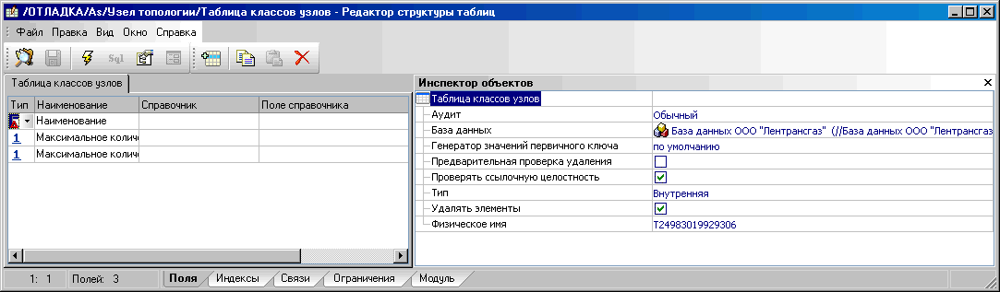 /ОТЛАДКА/As/Узел топологии/Таблица классов узлов - Редактор структуры таблиц
Файл Правка Вид Окно Справка
Sql
Таблица классов узлов
Тип Наименование Справочник Поле справочника
Наименование
1 Максимальное количе
1 Максимальное количе
Инспектор объектов
Таблица классов узлов
Аудит Обычный
База данных База данных ООО "Лентрансгаз" (//База данных ООО "Лентрансгаз
Генератор значений первичного ключа по умолчанию
Предварительная проверка удаления
Проверять ссылочную целостность
Тип Внутренняя
Удалять элементы
Физическое имя T24983019929306
1: 1 Полей: 3 Поля Индексы Связи Ограничения Модуль